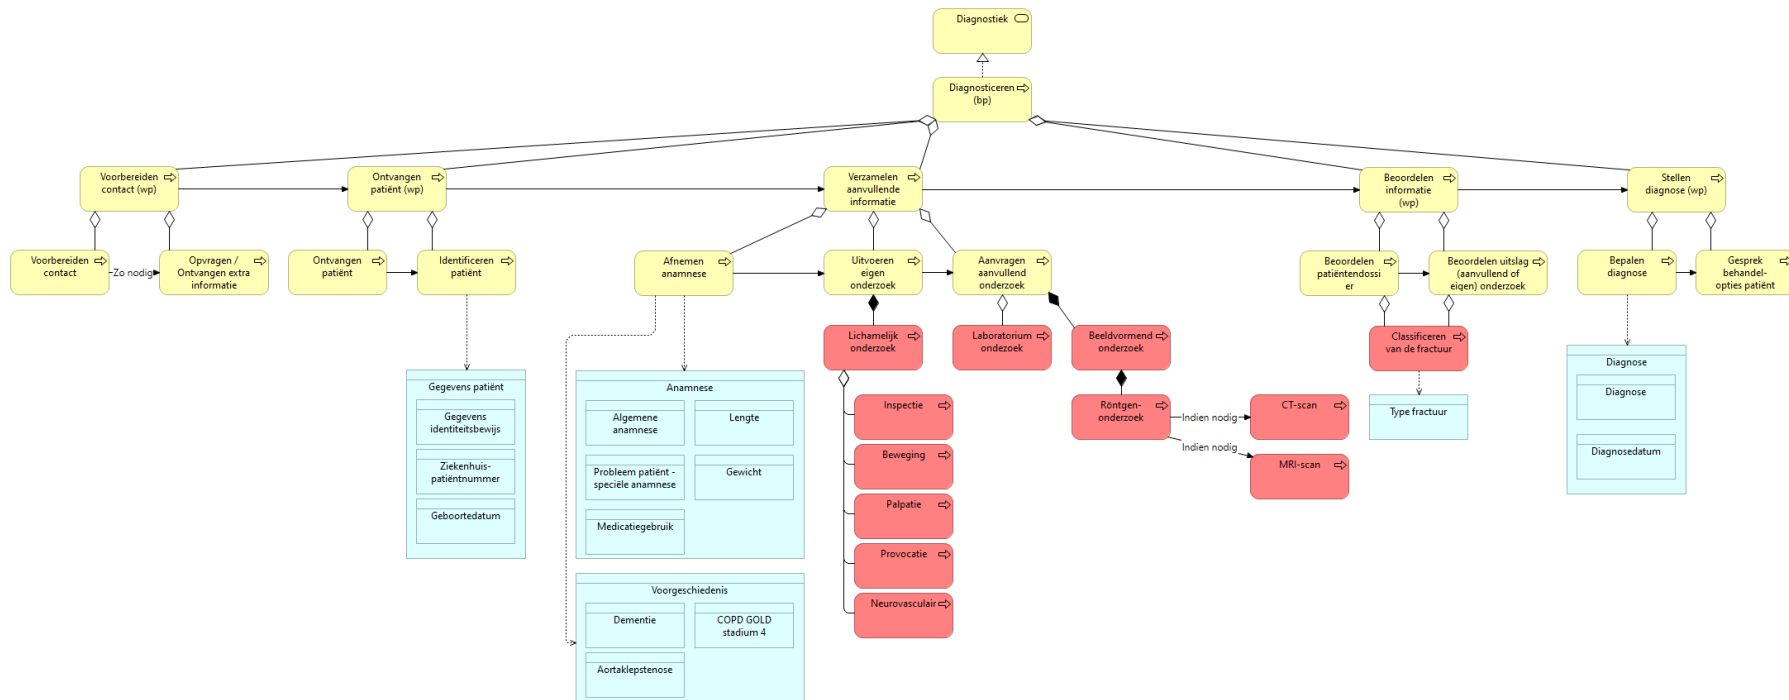 Diagnostiek
Diagnosticeren
(bp)
Voorbereiden
contact (wp)
Ontvangen
patiënt (wp)
Verzamelen
aanvullende
informatie
Beoordelen
informatie
(wp)
Stellen
diagnose (wp)
Voorbereiden
contact
Zo nodig
Opvragen /
Ontvangen extra
informatie
Ontvangen
patiënt
Identificeren
patiënt
Afnemen
anamnese
Uitvoeren
eigen
onderzoek
Aanvragen
aanvullend
onderzoek
Beoordelen
patiëntendossi
er
Beoordelen uitslag
(aanvullend of
eigen) onderzoek
Bepalen
diagnose
Gesprek
behandel-
opties patiënt
Lichamelijk
onderzoek
Laboratorium
ondezoek
Beeldvormend
onderzoek
Classificeren
van de fractuur
Gegevens patiënt
Gegevens
identiteitsbewijs
Ziekenhuis-
patiëntnummer
Geboortedatum
Anamnese
Algemene
anamnese
Lengte
Probleem patiënt -
speciële anamnese
Gewicht
Medicatiegebruik
Voorgeschiedenis
Dementie
COPD GOLD
stadium 4
Aortaklepstenose
Inspectie
Beweging
Palpatie
Provocatie
Neurovasculair
Röntgen-
onderzoek
Indien nodig
CT-scan
Indien nodig
MRI-scan
Type fractuur
Diagnose
Diagnose
Diagnosedatum